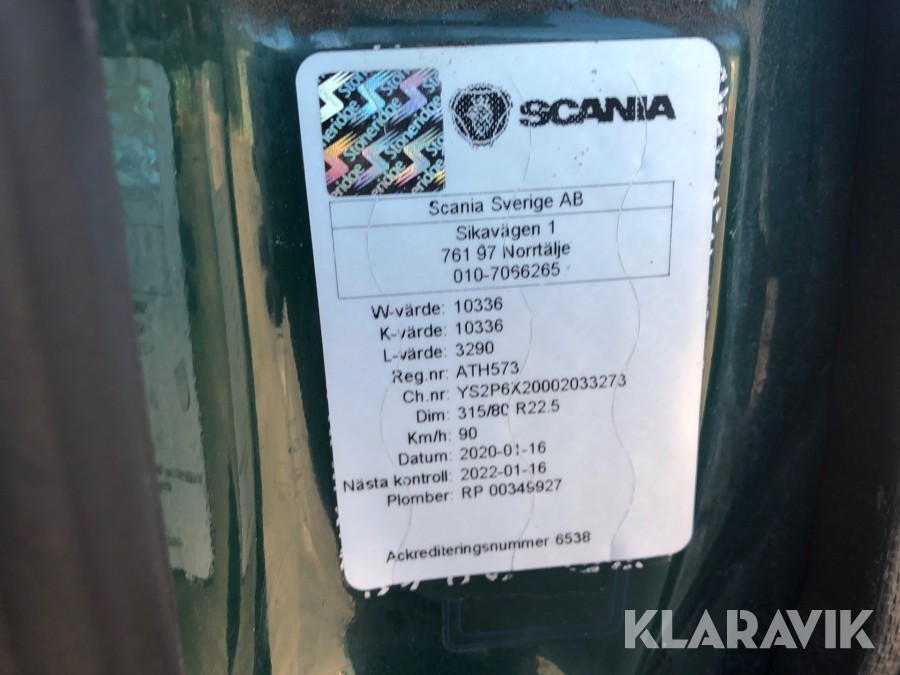 Stoneridge
SCANIA
Scania Sverige AB
Sikavägen 1
761 97 Norrtälje
010-7066265
W-värde: 10336
K-värde: 10336
L-värde: 3290
Reg.nr: ATH573
Ch.nr: YS2P6X20002033273
Dim: 315/80 R22.5
Km/h: 90
Datum: 2020-01-16
Nästa kontroll: 2022-01-16
Plomber: RP 00349927
Ackrediteringsnummer 6538
KLARAVIK